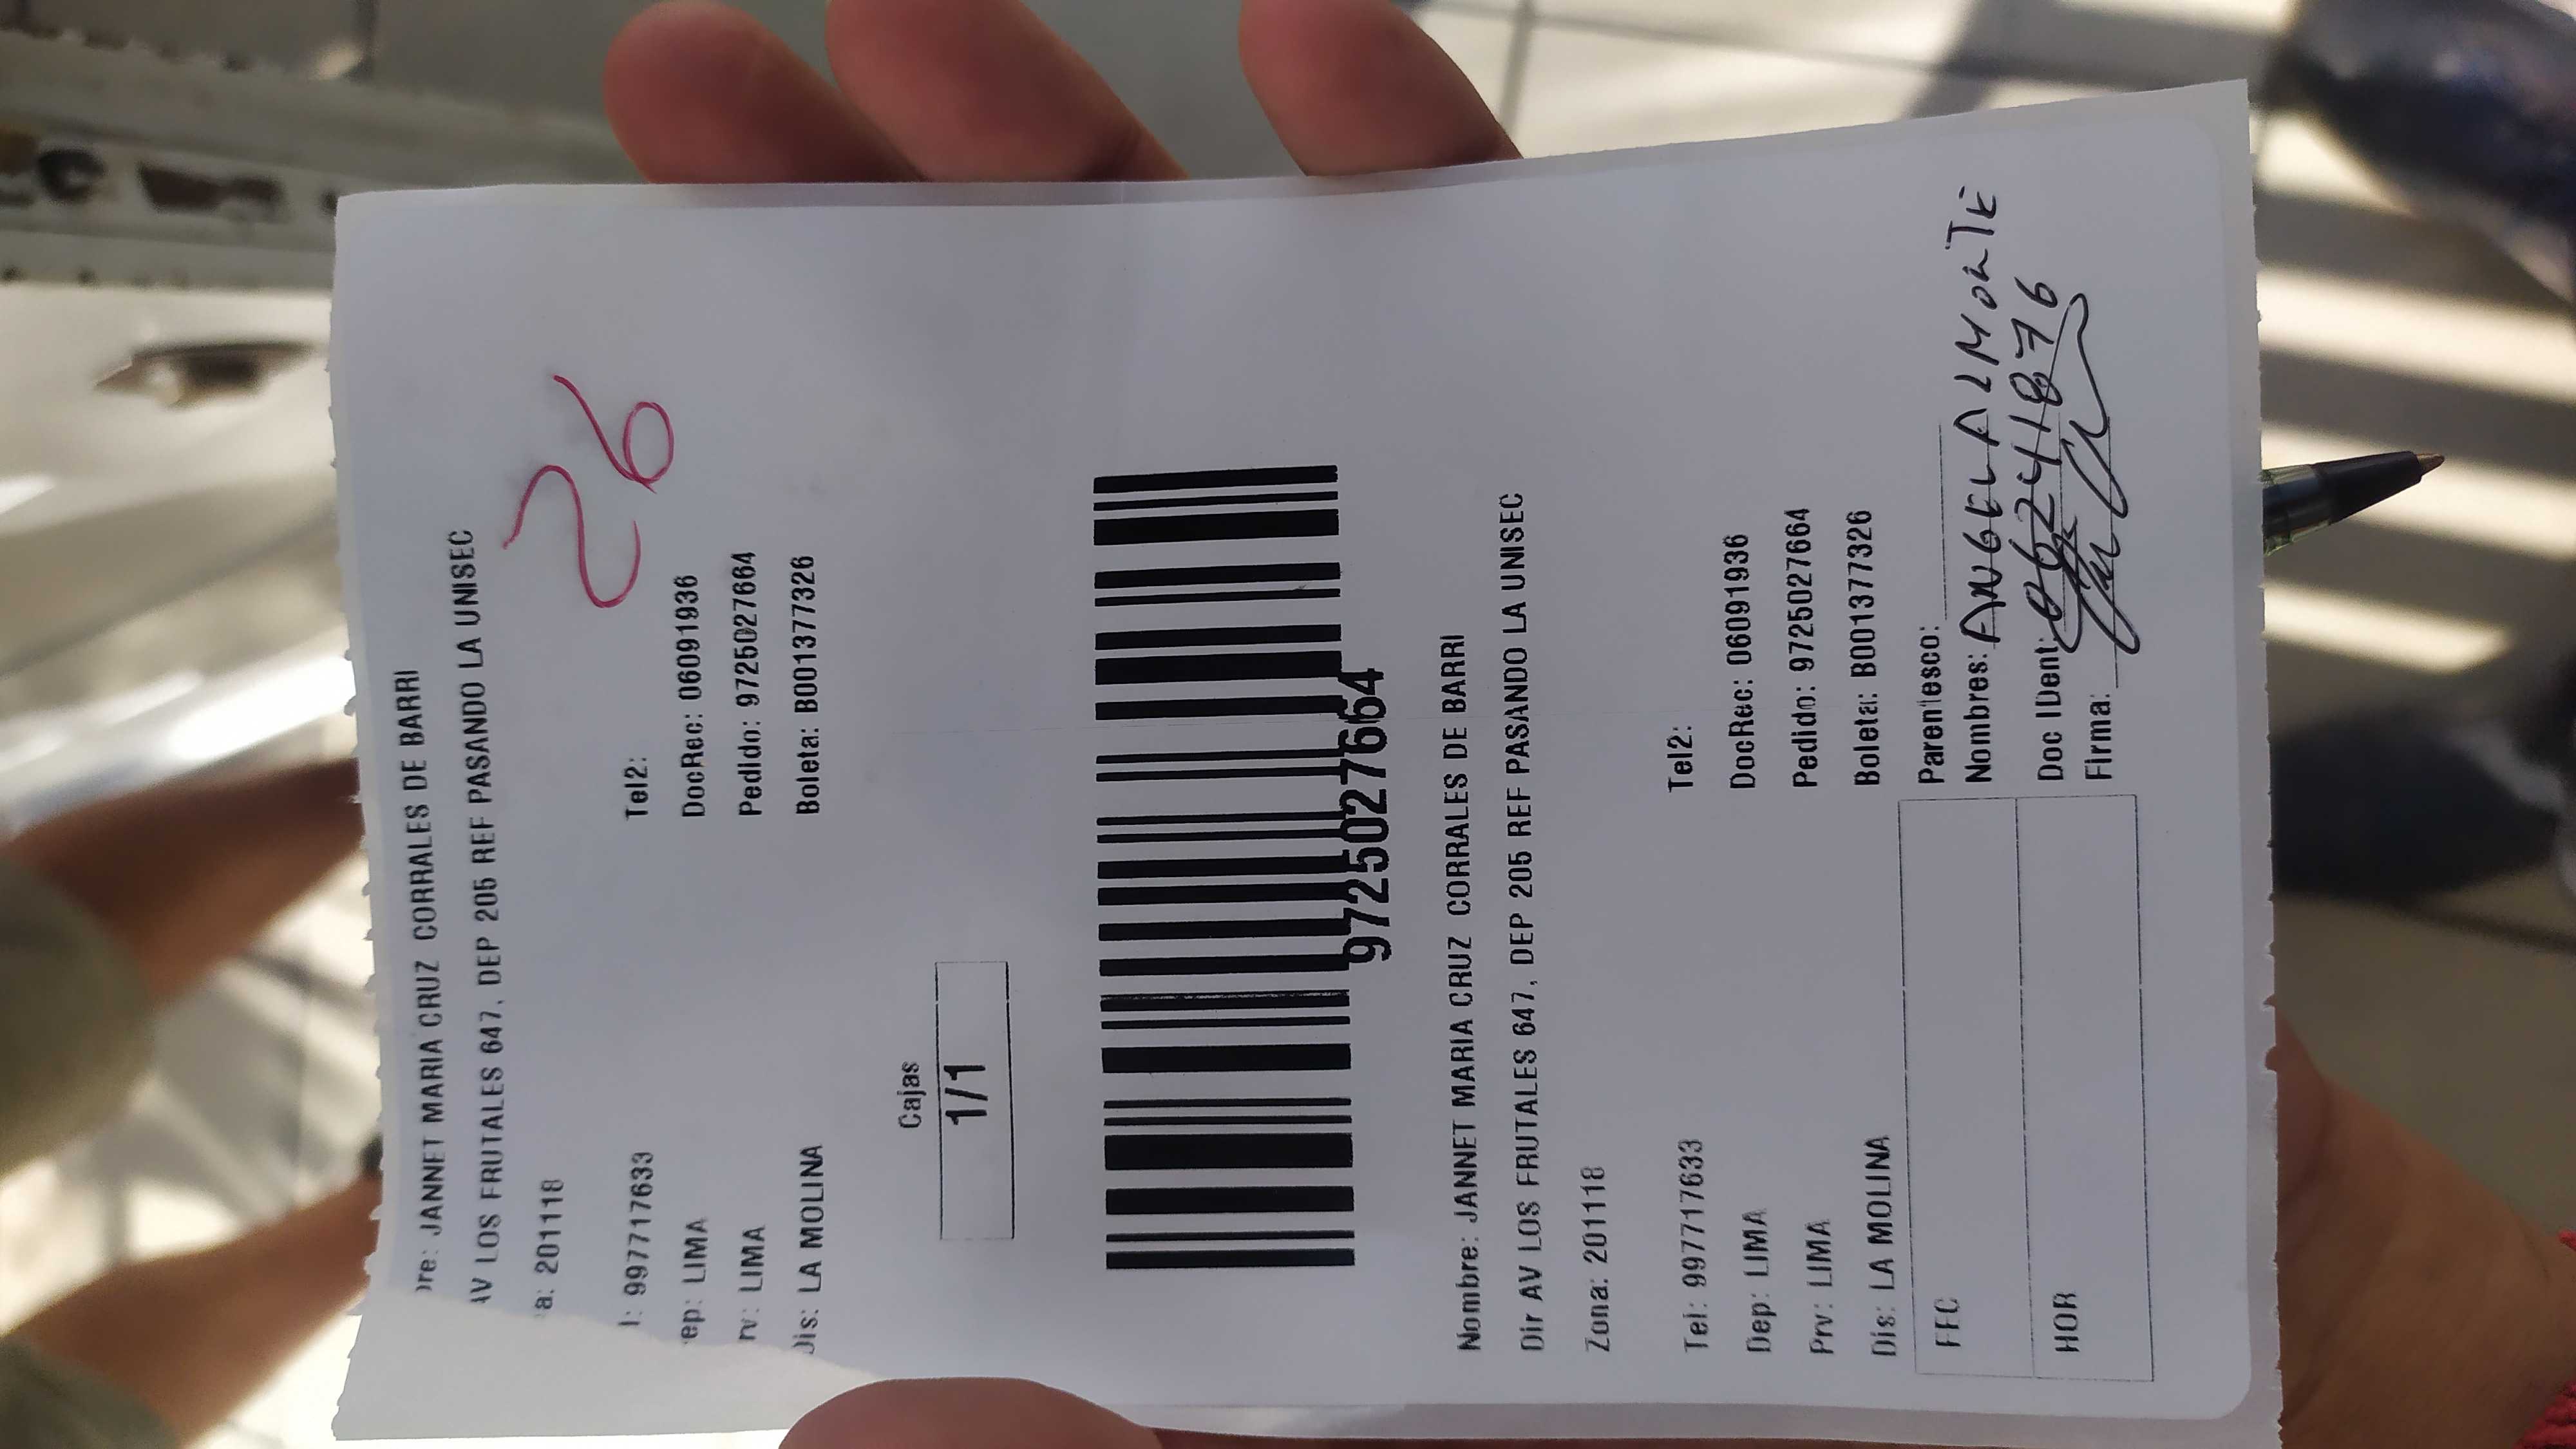 ore: JANNET MARIA CRUZ CORRALES DE BARRI
AV LOS FRUTALES 647, DEP 205 REF PASANDO LA UNISEC
26
a: 201118
l: 997717633 Tel2:
ep: LIMA DocRec: 06091936
rv: LIMA Pedido: 9725027664
Dis: LA MOLINA Boleta: B001377326
Cajas
1/1
9725027664
Nombre: JANNET MARIA CRUZ CORRALES DE BARRI
Dir AV LOS FRUTALES 647, DEP 205 REF PASANDO LA UNISEC
Zona: 201118
Tel: 997717633 Tel2:
Dep: LIMA DocRec: 06091936
Prv: LIMA Pedido: 9725027664
Dis: LA MOLINA Boleta: B001377326
FEC Parentesco:
Nombres: ANGEL ALMONTE
HOR Doc IDent: 06241876
Firma: